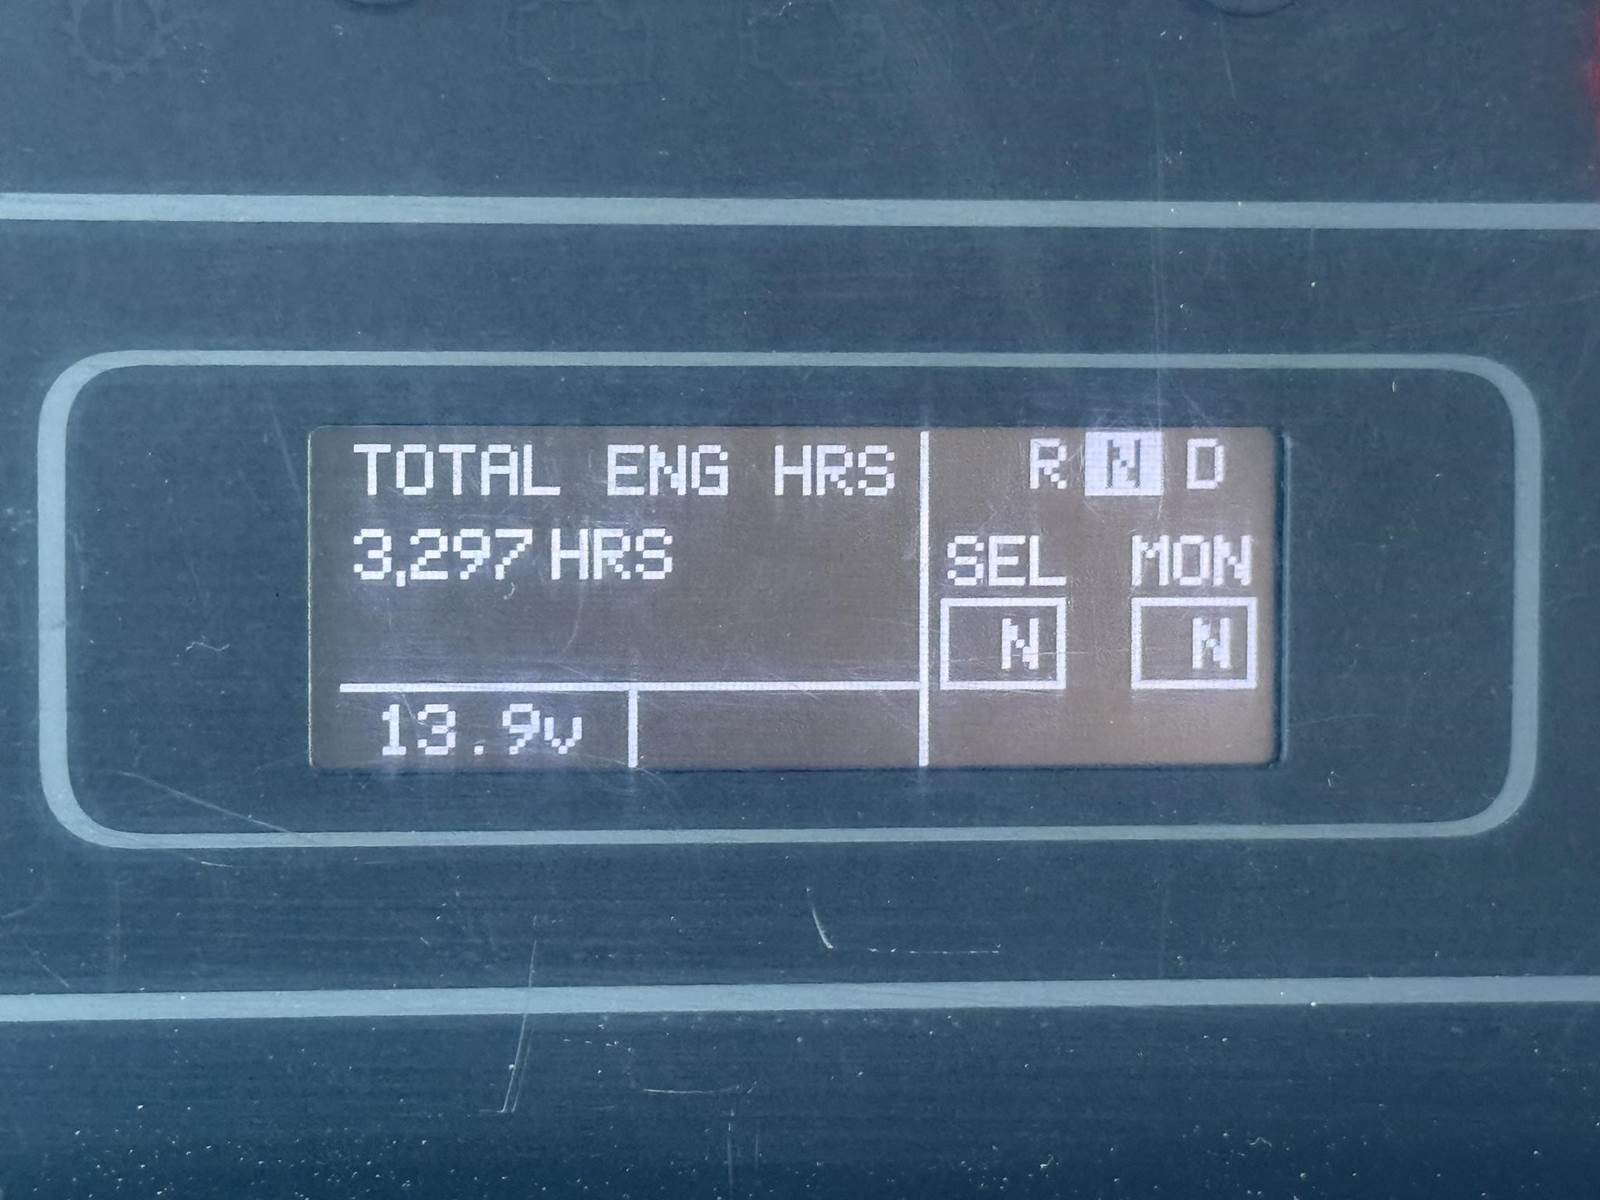 TOTAL ENG HRS
3,297 HRS
13.9v
R N D
SEL MON
N N